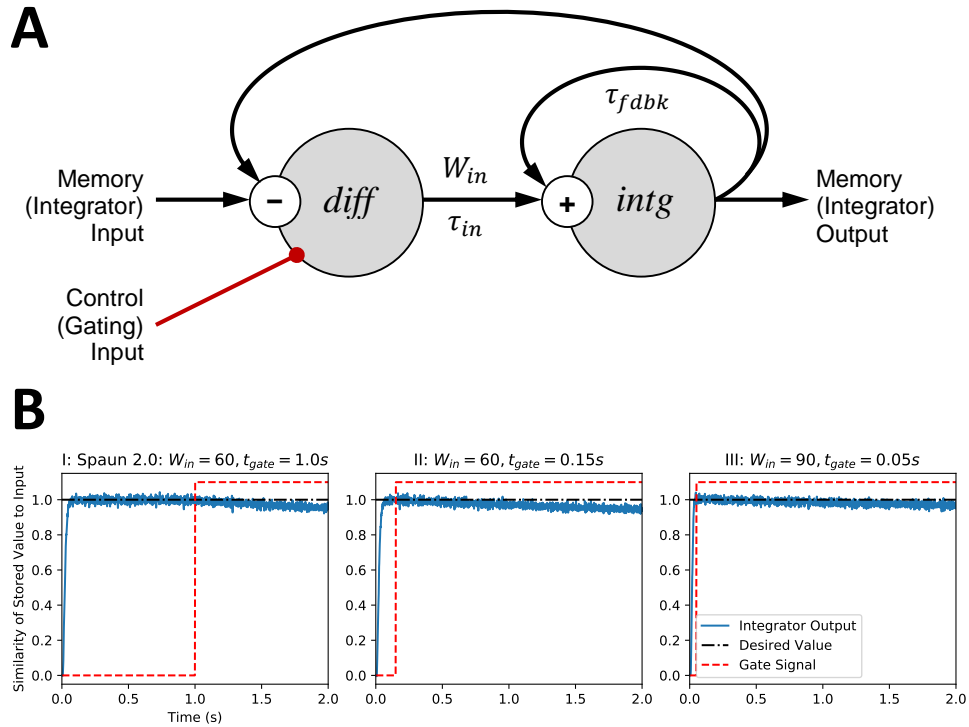 A
τ_fdbk
Memory
(Integrator)
Input
-
diff
W_in
τ_in
+
intg
Memory
(Integrator)
Output
Control
(Gating)
Input
B
I: Spaun 2.0: W_in = 60, t_gate = 1.0s
II: W_in = 60, t_gate = 0.15s
III: W_in = 90, t_gate = 0.05s
Similarity of Stored Value to Input
1.0
0.8
0.6
0.4
0.2
0.0
0.0 0.5 1.0 1.5 2.0
Time (s)
1.0
0.8
0.6
0.4
0.2
0.0
0.0 0.5 1.0 1.5 2.0
1.0
0.8
0.6
0.4
0.2
0.0
0.0 0.5 1.0 1.5 2.0
Integrator Output
Desired Value
Gate Signal